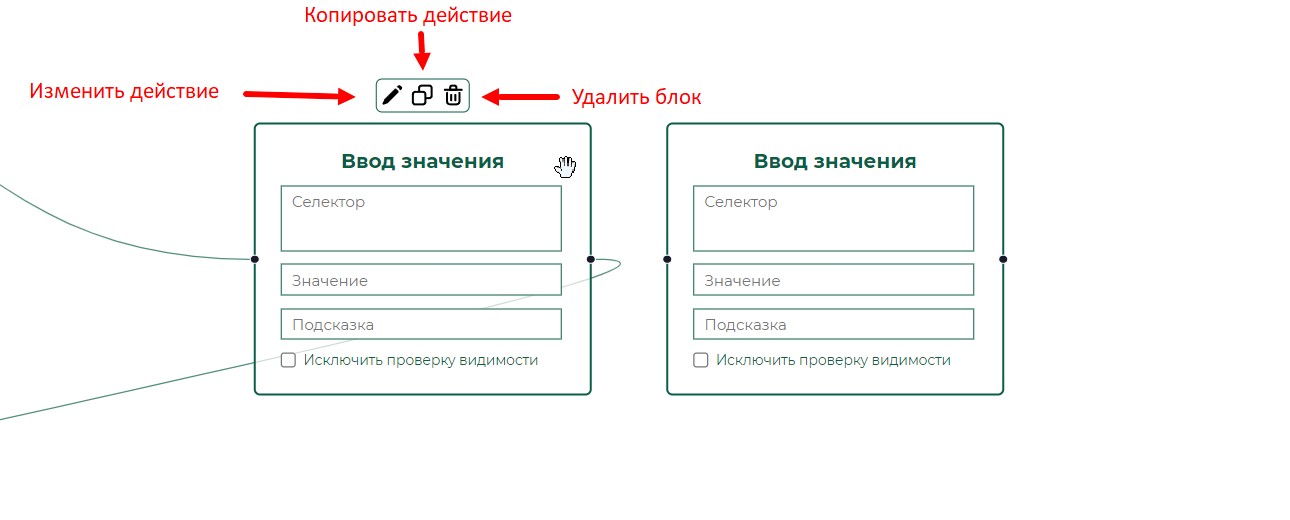 Копировать действие
Изменить действие
Удалить блок
Ввод значения
Селектор
Значение
Подсказка
Исключить проверку видимости
Ввод значения
Селектор
Значение
Подсказка
Исключить проверку видимости